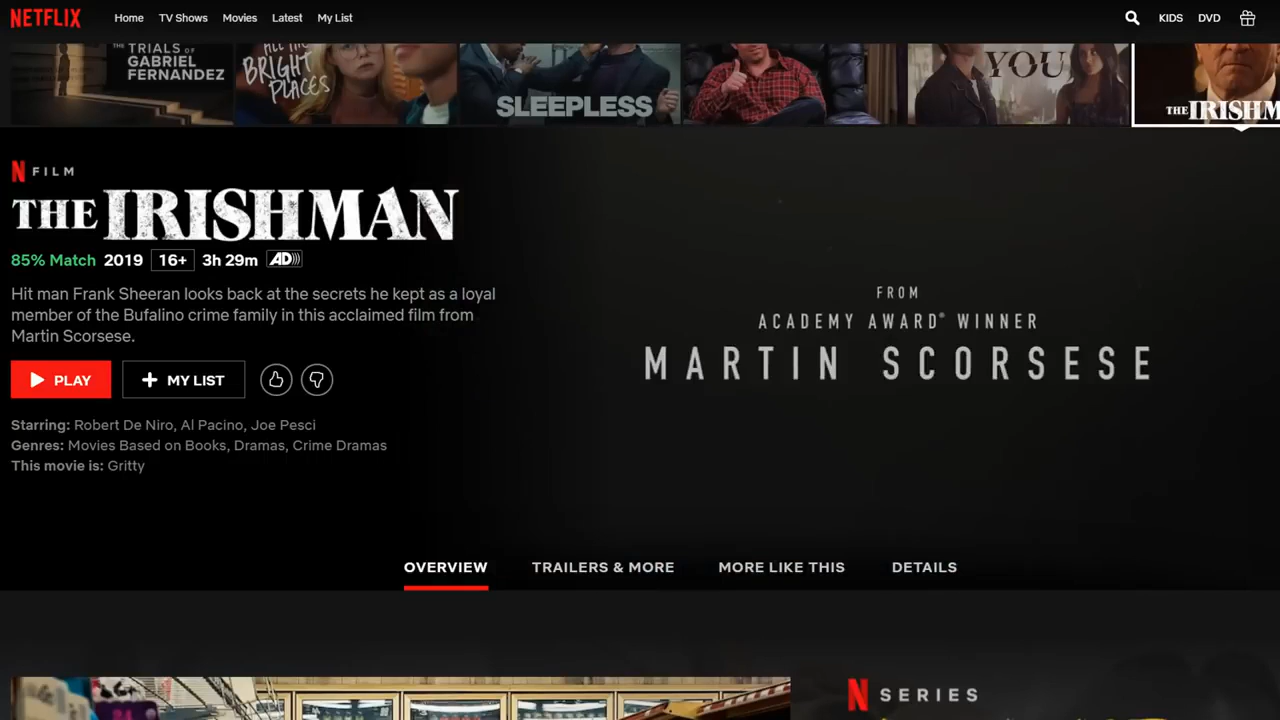 NETFLIX Home TV Shows Movies Latest My List KIDS DVD
THE TRIALS OF GABRIEL FERNANDEZ
ALL THE BRIGHT PLACES
SLEEPLESS
YOU
THE IRISHM
N FILM
THE IRISHMAN
85% Match 2019 16+ 3h 29m AD)))
Hit man Frank Sheeran looks back at the secrets he kept as a loyal
member of the Bufalino crime family in this acclaimed film from
Martin Scorsese.
PLAY MY LIST
Starring: Robert De Niro, Al Pacino, Joe Pesci
Genres: Movies Based on Books, Dramas, Crime Dramas
This movie is: Gritty
FROM
ACADEMY AWARD® WINNER
MARTIN SCORSESE
OVERVIEW TRAILERS & MORE MORE LIKE THIS DETAILS
N SERIES